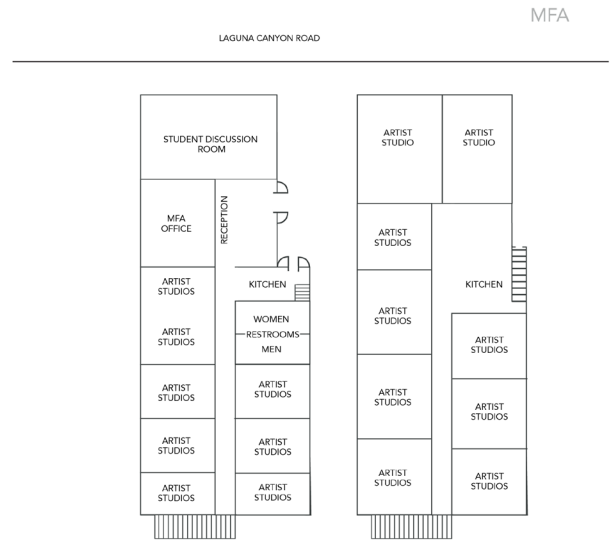 MFA
LAGUNA CANYON ROAD
STUDENT DISCUSSION
ROOM
MFA
OFFICE
RECEPTION
ARTIST
STUDIOS
KITCHEN
ARTIST
STUDIOS
WOMEN
RESTROOMS
MEN
ARTIST
STUDIOS
ARTIST
STUDIOS
ARTIST
STUDIOS
ARTIST
STUDIOS
ARTIST
STUDIOS
ARTIST
STUDIOS
ARTIST
STUDIO
ARTIST
STUDIO
ARTIST
STUDIOS
KITCHEN
ARTIST
STUDIOS
ARTIST
STUDIOS
ARTIST
STUDIOS
ARTIST
STUDIOS
ARTIST
STUDIOS
ARTIST
STUDIOS